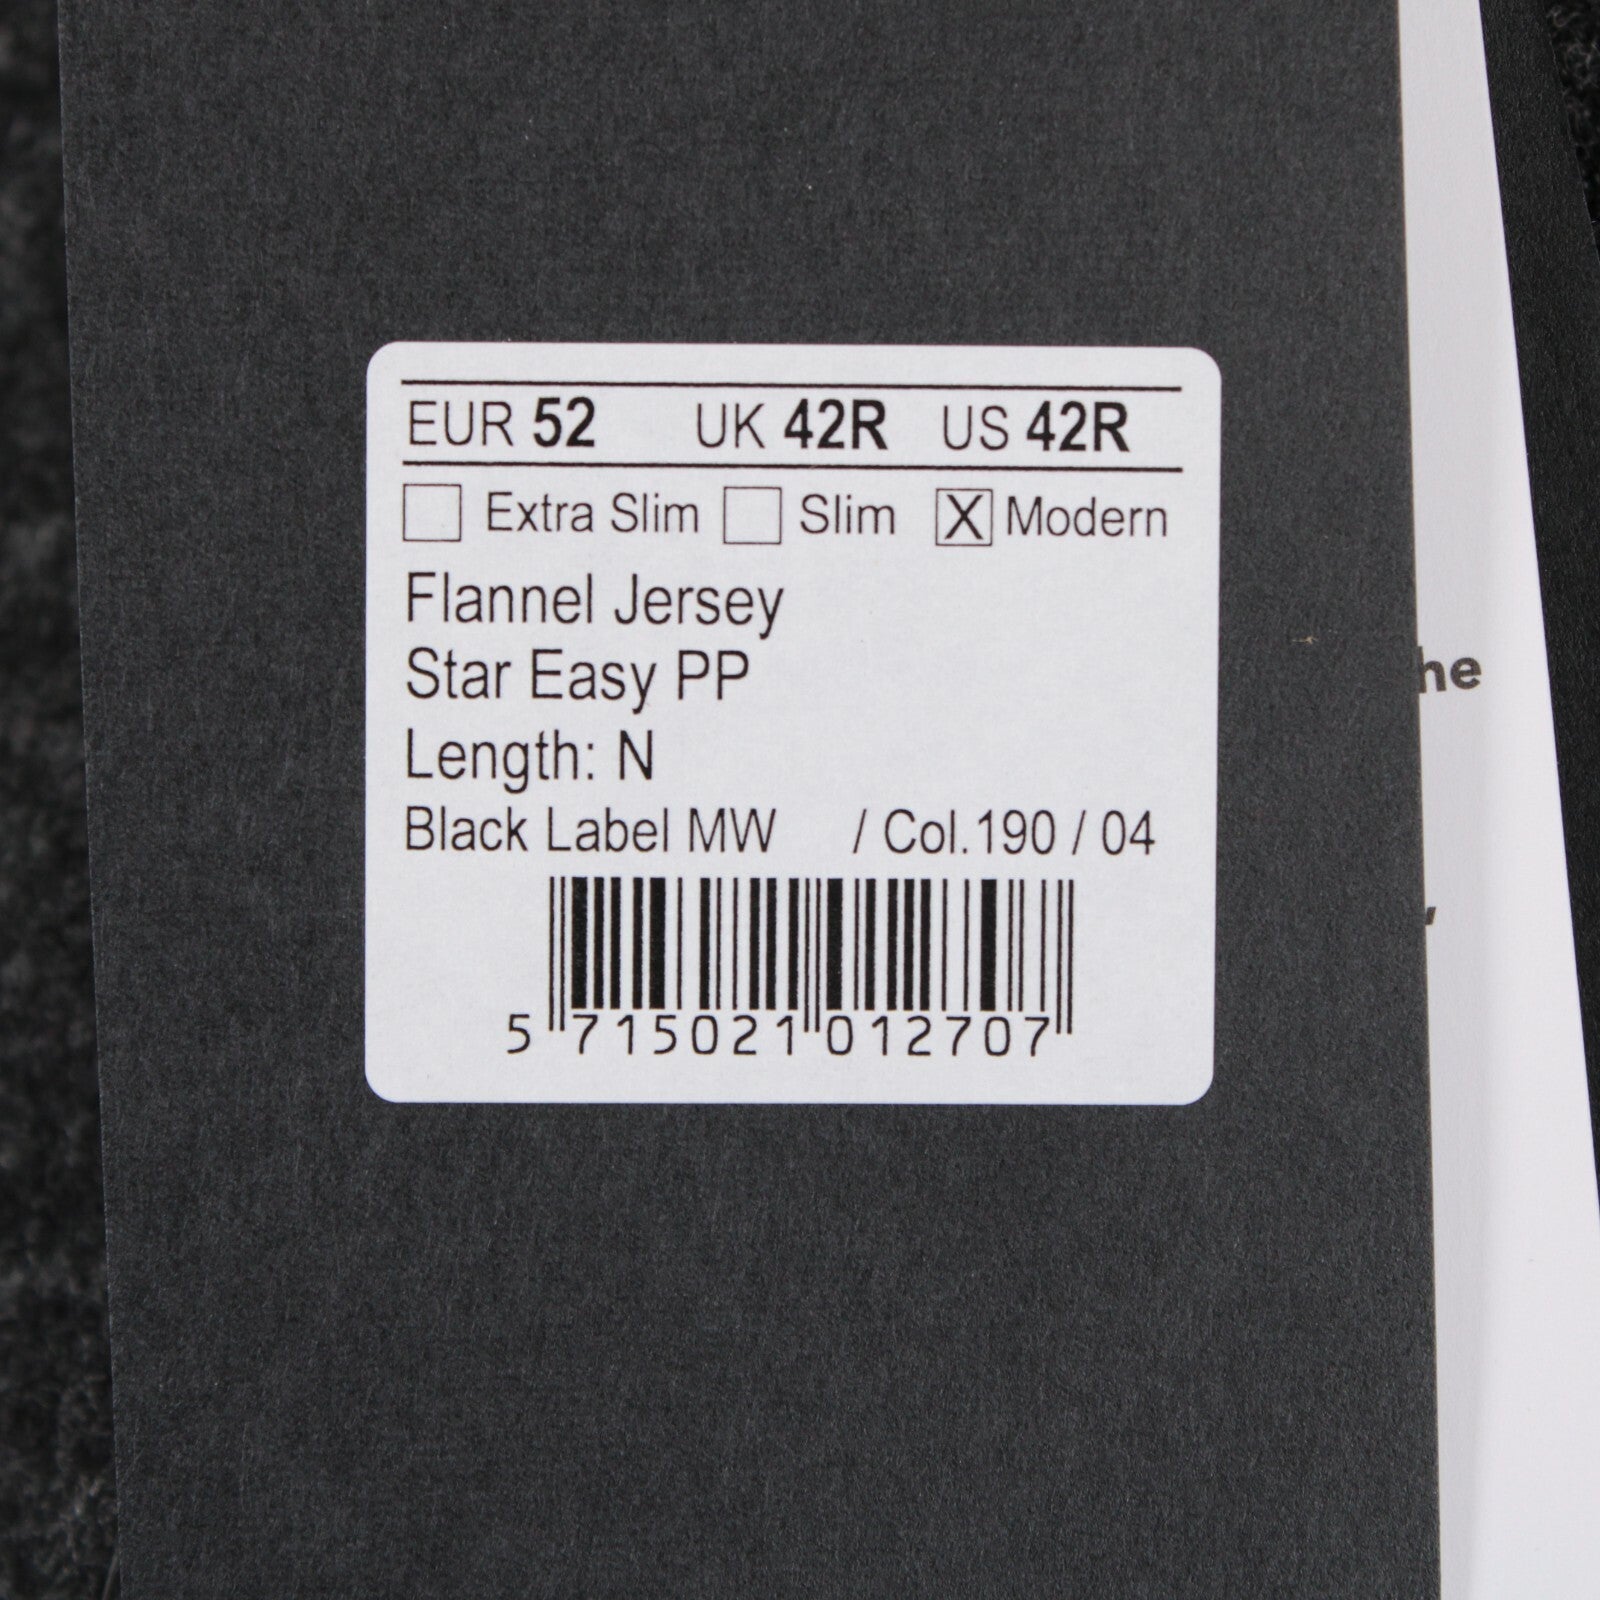 EUR 52 UK 42R US 42R
Extra Slim Slim X Modern
Flannel Jersey
Star Easy PP
Length: N
Black Label MW / Col.190 / 04
5 715021 012707
he